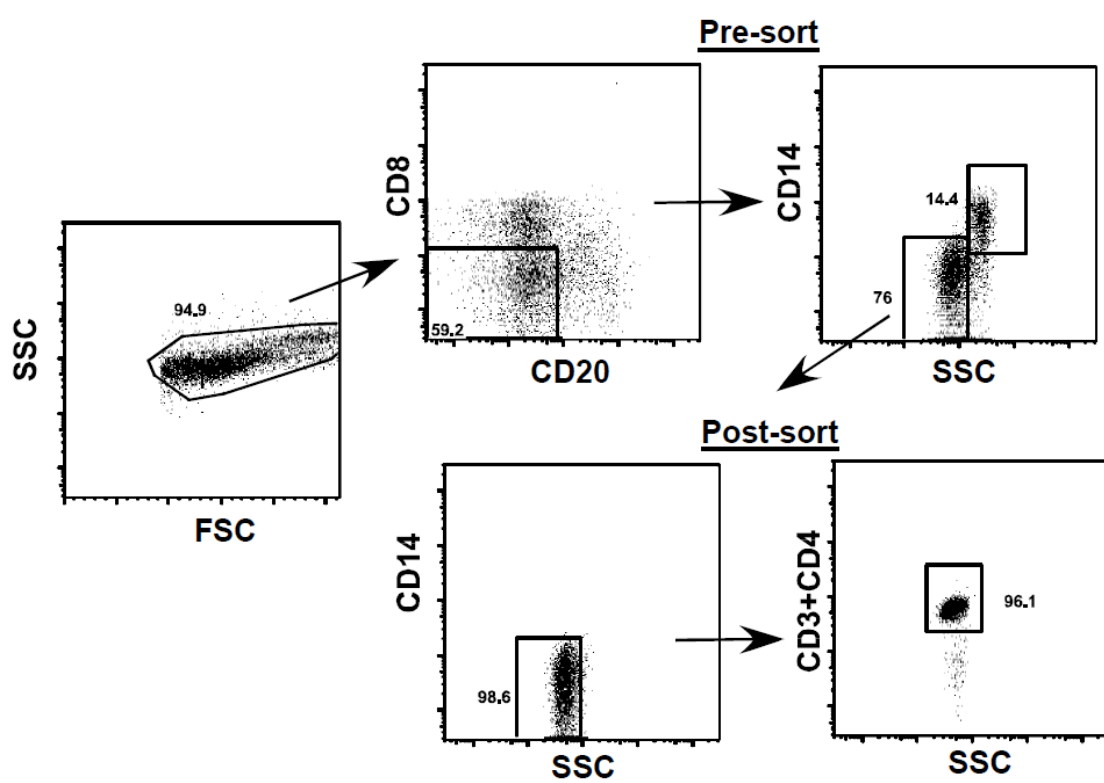 Pre-sort
CD8
59.2
CD20
CD14
14.4
76
SSC
94.9
SSC
FSC
Post-sort
CD14
98.6
SSC
CD3+CD4
96.1
SSC